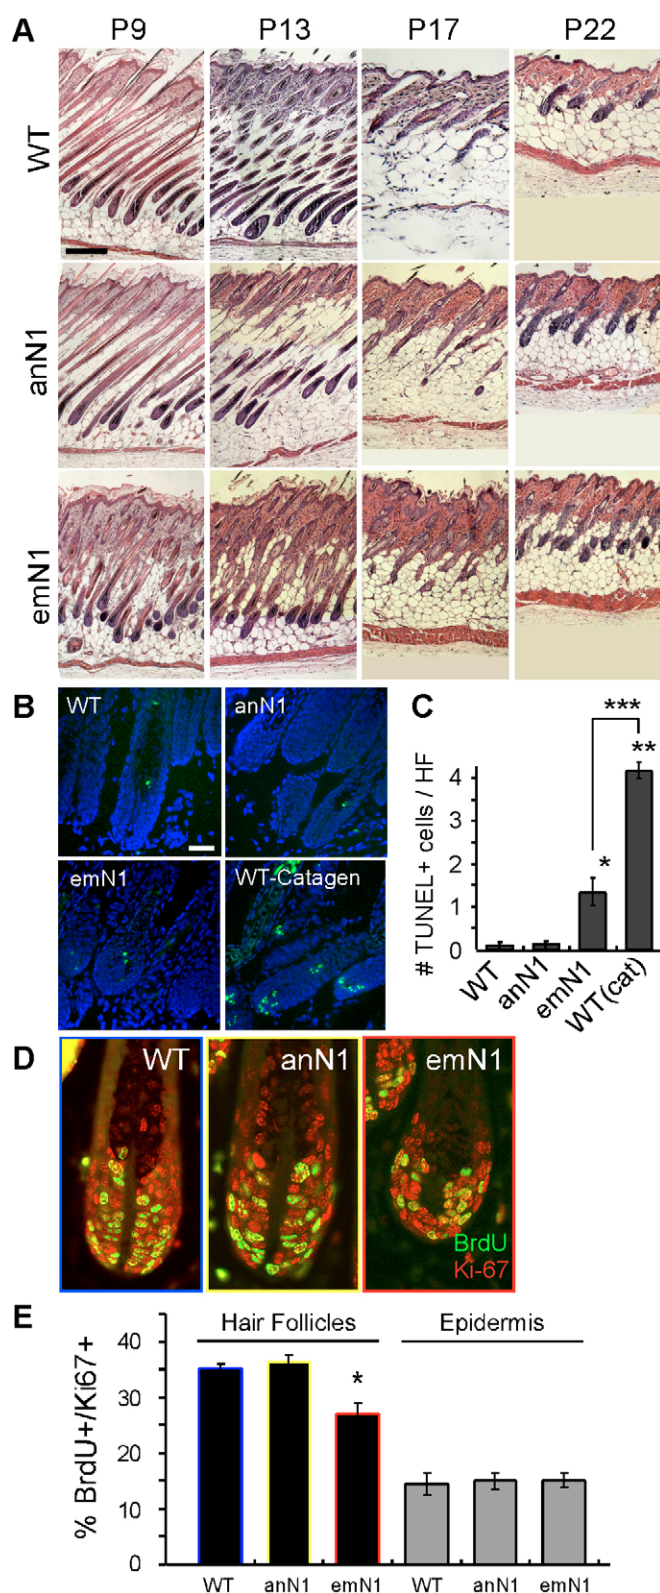 A P9 P13 P17 P22
WT
anN1
emN1
B WT anN1
emN1 WT-Catagen
C
# TUNEL+ cells / HF
4
3
2
1
0
***
**
*
WT anN1 emN1 WT(cat)
D WT anN1 emN1
BrdU
Ki-67
E Hair Follicles Epidermis
% BrdU+/Ki67+
40
30
20
10
0
*
WT anN1 emN1 WT anN1 emN1